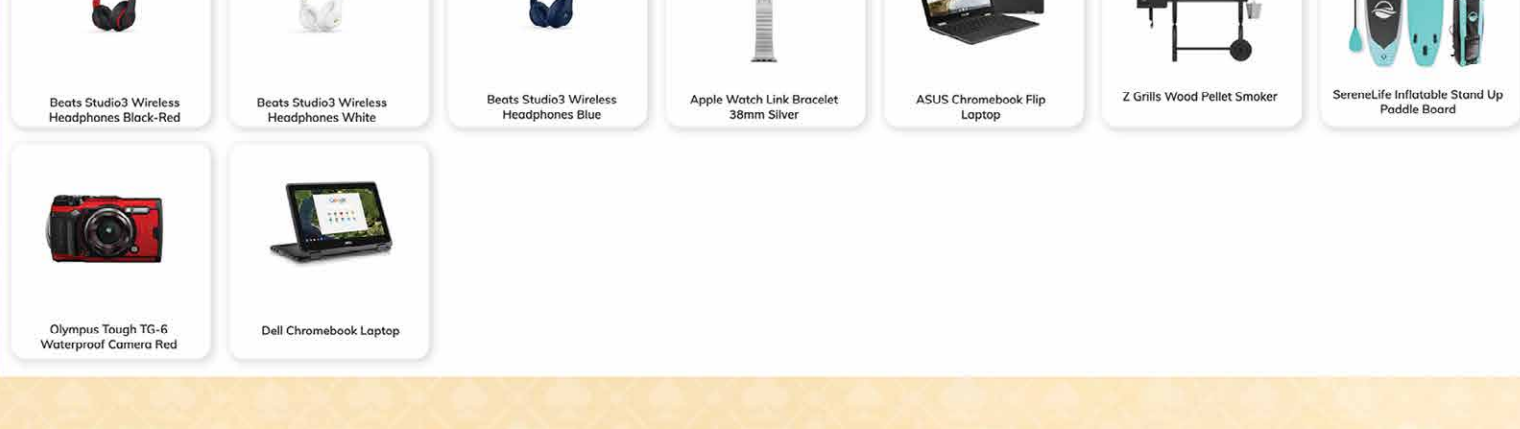 Beats Studio3 Wireless
Headphones Black-Red
Beats Studio3 Wireless
Headphones White
Beats Studio3 Wireless
Headphones Blue
Apple Watch Link Bracelet
38mm Silver
ASUS Chromebook Flip
Laptop
Z Grills Wood Pellet Smoker
SereneLife Inflatable Stand Up
Paddle Board
Olympus Tough TG-6
Waterproof Camera Red
Dell Chromebook Laptop